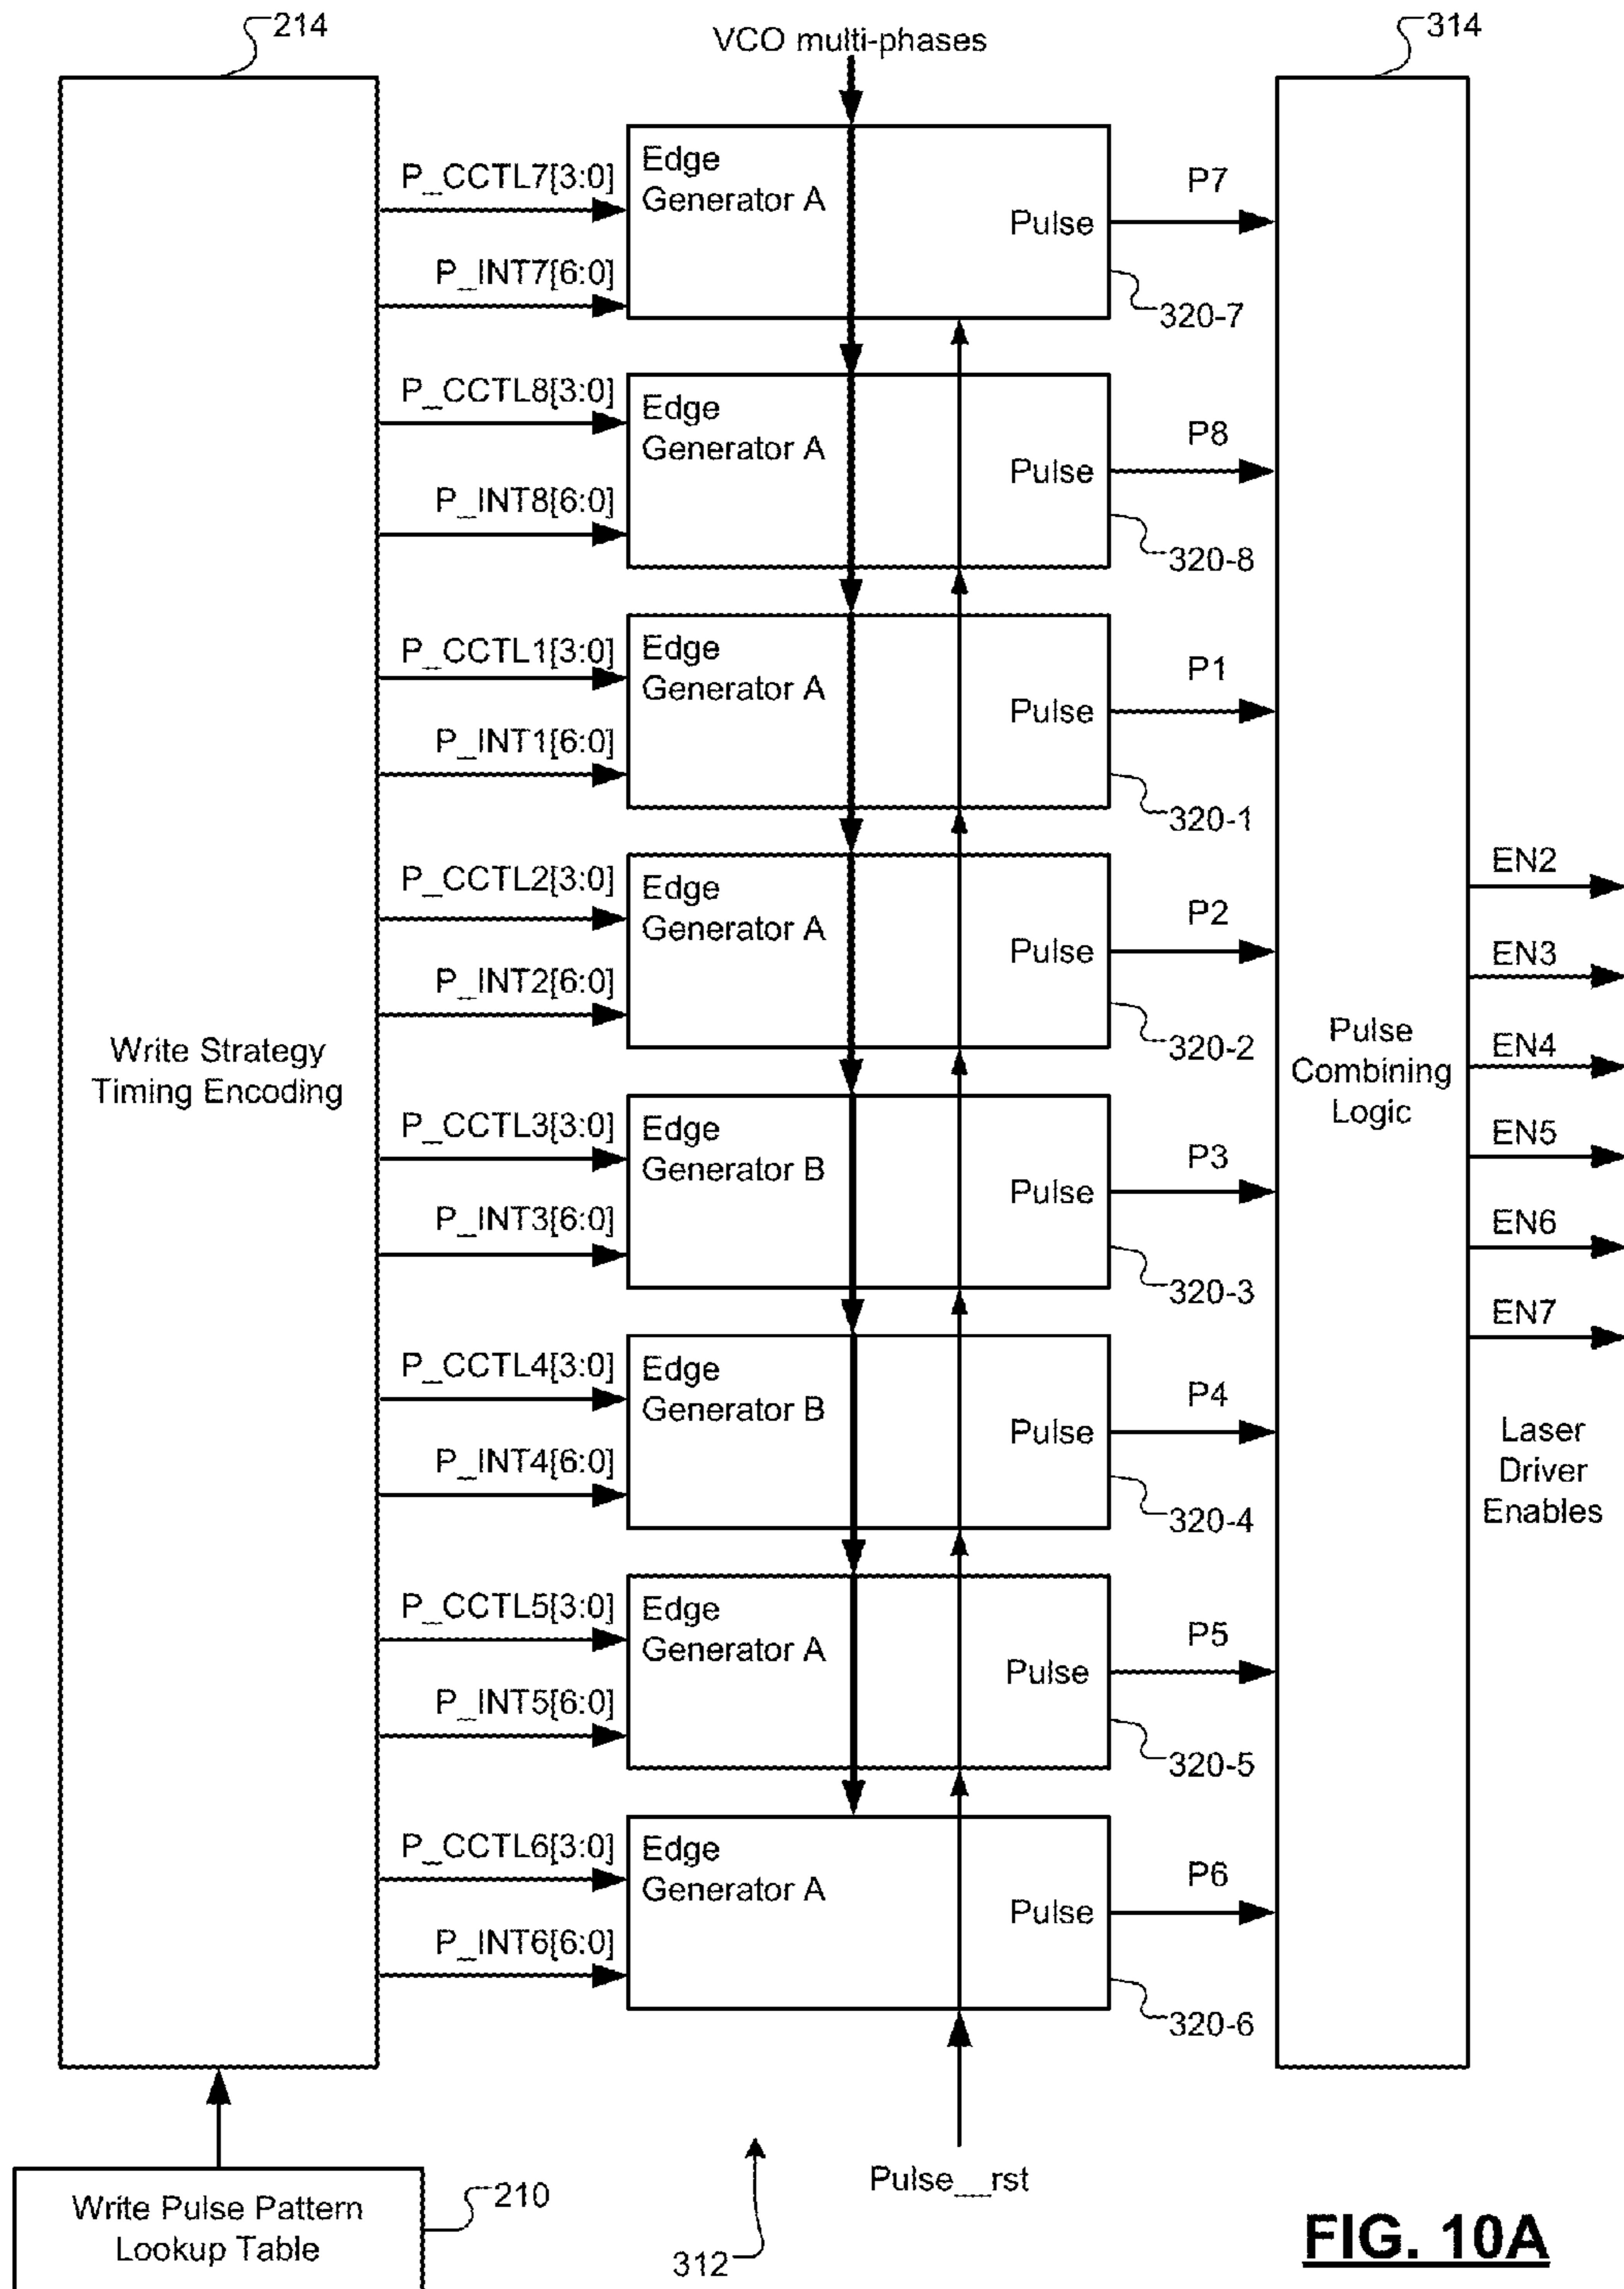 214
VCO multi-phases
314
P_CCTL7[3:0]
P_INT7[6:0]
Edge
Generator A
Pulse
P7
320-7
P_CCTL8[3:0]
P_INT8[6:0]
Edge
Generator A
Pulse
P8
320-8
P_CCTL1[3:0]
P_INT1[6:0]
Edge
Generator A
Pulse
P1
320-1
P_CCTL2[3:0]
P_INT2[6:0]
Edge
Generator A
Pulse
P2
320-2
Write Strategy
Timing Encoding
P_CCTL3[3:0]
P_INT3[6:0]
Edge
Generator B
Pulse
P3
320-3
P_CCTL4[3:0]
P_INT4[6:0]
Edge
Generator B
Pulse
P4
320-4
P_CCTL5[3:0]
P_INT5[6:0]
Edge
Generator A
Pulse
P5
320-5
P_CCTL6[3:0]
P_INT6[6:0]
Edge
Generator A
Pulse
P6
320-6
Pulse
Combining
Logic
EN2
EN3
EN4
EN5
EN6
EN7
Laser
Driver
Enables
Write Pulse Pattern
Lookup Table
210
312
Pulse__rst
FIG. 10A